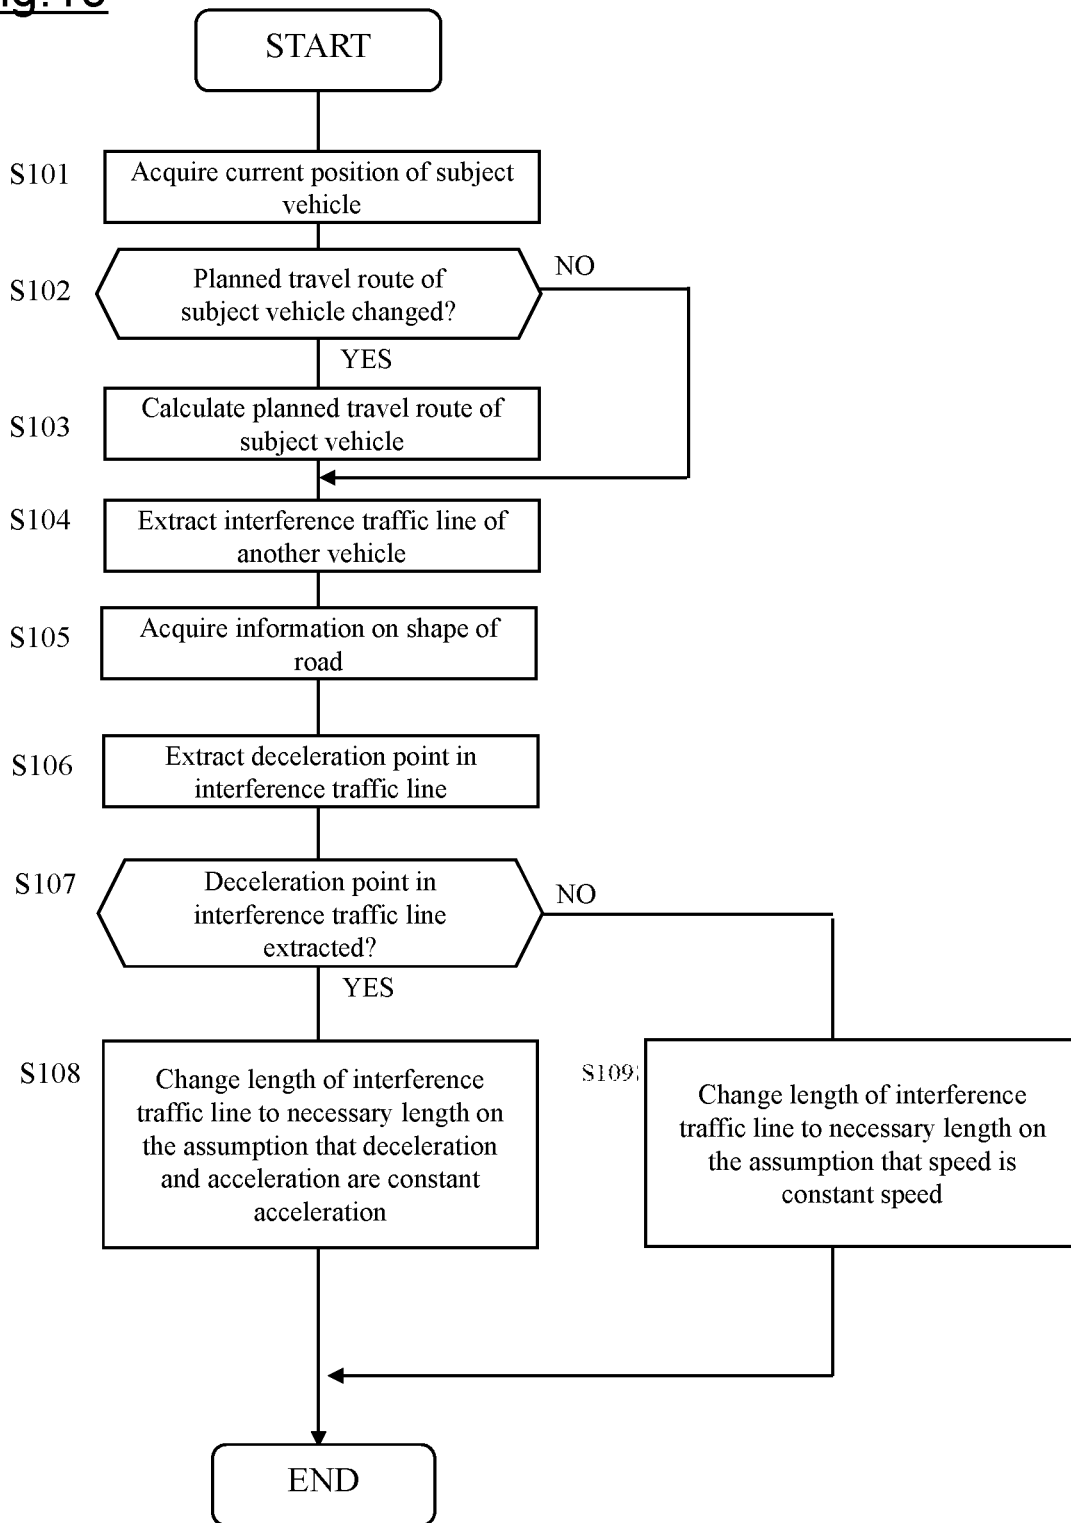 START
S101
Acquire current position of subject
vehicle
S102
Planned travel route of
subject vehicle changed?
NO
YES
S103
Calculate planned travel route of
subject vehicle
S104
Extract interference traffic line of
another vehicle
S105
Acquire information on shape of
road
S106
Extract deceleration point in
interference traffic line
S107
Deceleration point in
interference traffic line
extracted?
NO
YES
S108
Change length of interference
traffic line to necessary length on
the assumption that deceleration
and acceleration are constant
acceleration
S109
Change length of interference
traffic line to necessary length on
the assumption that speed is
constant speed
END